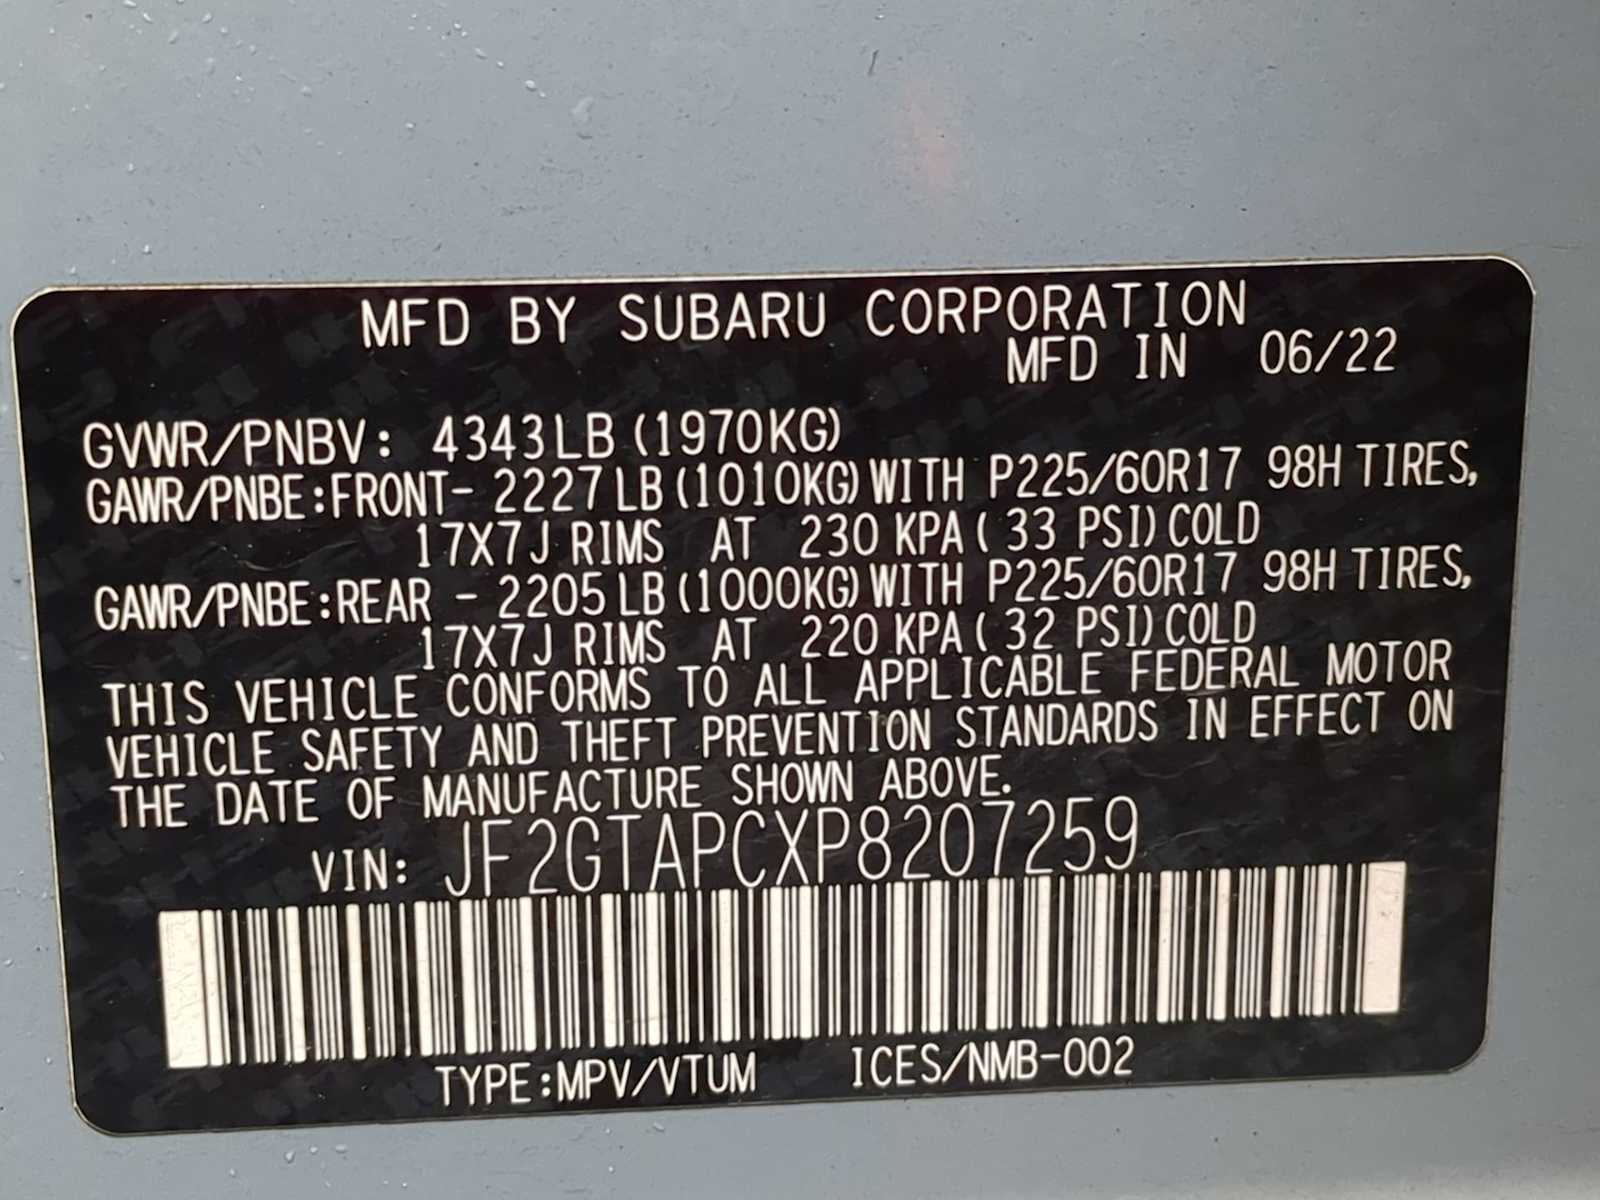 MFD BY SUBARU CORPORATION
MFD IN 06/22
GVWR/PNBV: 4343LB (1970KG)
GAWR/PNBE:FRONT- 2227LB (1010KG) WITH P225/60R17 98H TIRES,
17X7J RIMS AT 230 KPA ( 33 PSI) COLD
GAWR/PNBE:REAR - 2205LB (1000KG) WITH P225/60R17 98H TIRES,
17X7J RIMS AT 220 KPA ( 32 PSI) COLD
THIS VEHICLE CONFORMS TO ALL APPLICABLE FEDERAL MOTOR
VEHICLE SAFETY AND THEFT PREVENTION STANDARDS IN EFFECT ON
THE DATE OF MANUFACTURE SHOWN ABOVE.
VIN: JF2GTAPCXP8207259
TYPE:MPV/VTUM ICES/NMB-002